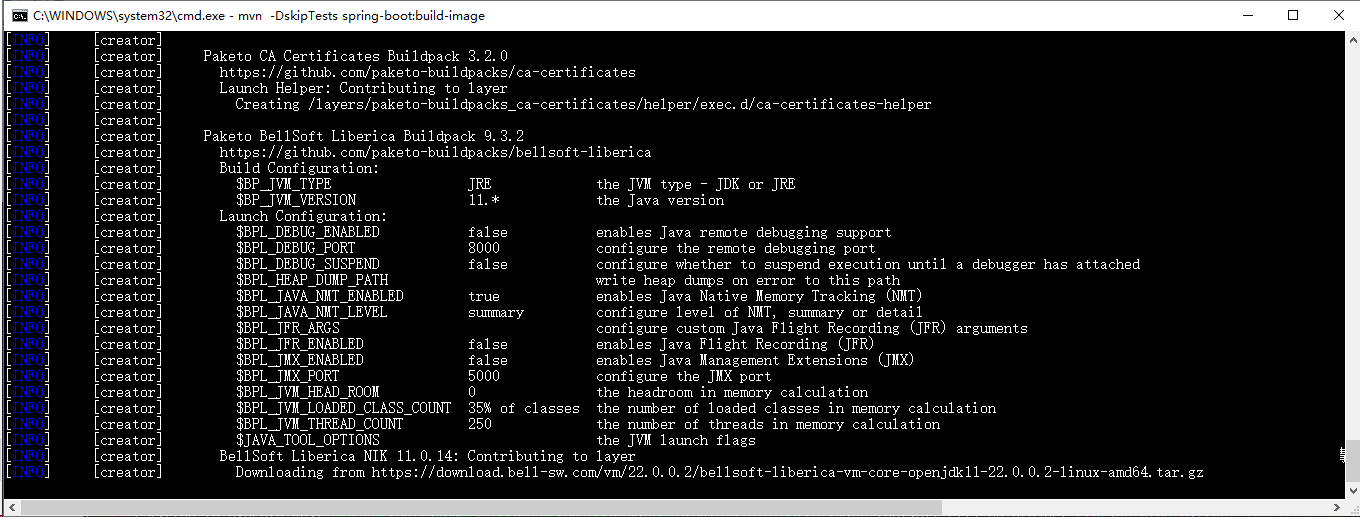 C:\WINDOWS\system32\cmd.exe - mvn  -DskipTests spring-boot:build-image
[INFO]     [creator]
[INFO]     [creator]     Paketo CA Certificates Buildpack 3.2.0
[INFO]     [creator]       https://github.com/paketo-buildpacks/ca-certificates
[INFO]     [creator]       Launch Helper: Contributing to layer
[INFO]     [creator]         Creating /layers/paketo-buildpacks_ca-certificates/helper/exec.d/ca-certificates-helper
[INFO]     [creator]
[INFO]     [creator]     Paketo BellSoft Liberica Buildpack 9.3.2
[INFO]     [creator]       https://github.com/paketo-buildpacks/bellsoft-liberica
[INFO]     [creator]       Build Configuration:
[INFO]     [creator]         $BP_JVM_TYPE                 JRE             the JVM type - JDK or JRE
[INFO]     [creator]         $BP_JVM_VERSION              11.*            the Java version
[INFO]     [creator]       Launch Configuration:
[INFO]     [creator]         $BPL_DEBUG_ENABLED           false           enables Java remote debugging support
[INFO]     [creator]         $BPL_DEBUG_PORT              8000            configure the remote debugging port
[INFO]     [creator]         $BPL_DEBUG_SUSPEND           false           configure whether to suspend execution until a debugger has attached
[INFO]     [creator]         $BPL_HEAP_DUMP_PATH                          write heap dumps on error to this path
[INFO]     [creator]         $BPL_JAVA_NMT_ENABLED        true            enables Java Native Memory Tracking (NMT)
[INFO]     [creator]         $BPL_JAVA_NMT_LEVEL          summary         configure level of NMT, summary or detail
[INFO]     [creator]         $BPL_JFR_ARGS                                configure custom Java Flight Recording (JFR) arguments
[INFO]     [creator]         $BPL_JFR_ENABLED             false           enables Java Flight Recording (JFR)
[INFO]     [creator]         $BPL_JMX_ENABLED             false           enables Java Management Extensions (JMX)
[INFO]     [creator]         $BPL_JMX_PORT                5000            configure the JMX port
[INFO]     [creator]         $BPL_JVM_HEAD_ROOM           0               the headroom in memory calculation
[INFO]     [creator]         $BPL_JVM_LOADED_CLASS_COUNT  35% of classes  the number of loaded classes in memory calculation
[INFO]     [creator]         $BPL_JVM_THREAD_COUNT        250             the number of threads in memory calculation
[INFO]     [creator]         $JAVA_TOOL_OPTIONS                           the JVM launch flags
[INFO]     [creator]       BellSoft Liberica NIK 11.0.14: Contributing to layer
[INFO]     [creator]         Downloading from https://download.bell-sw.com/vm/22.0.0.2/bellsoft-liberica-vm-core-openjdk11-22.0.0.2-linux-amd64.tar.gz